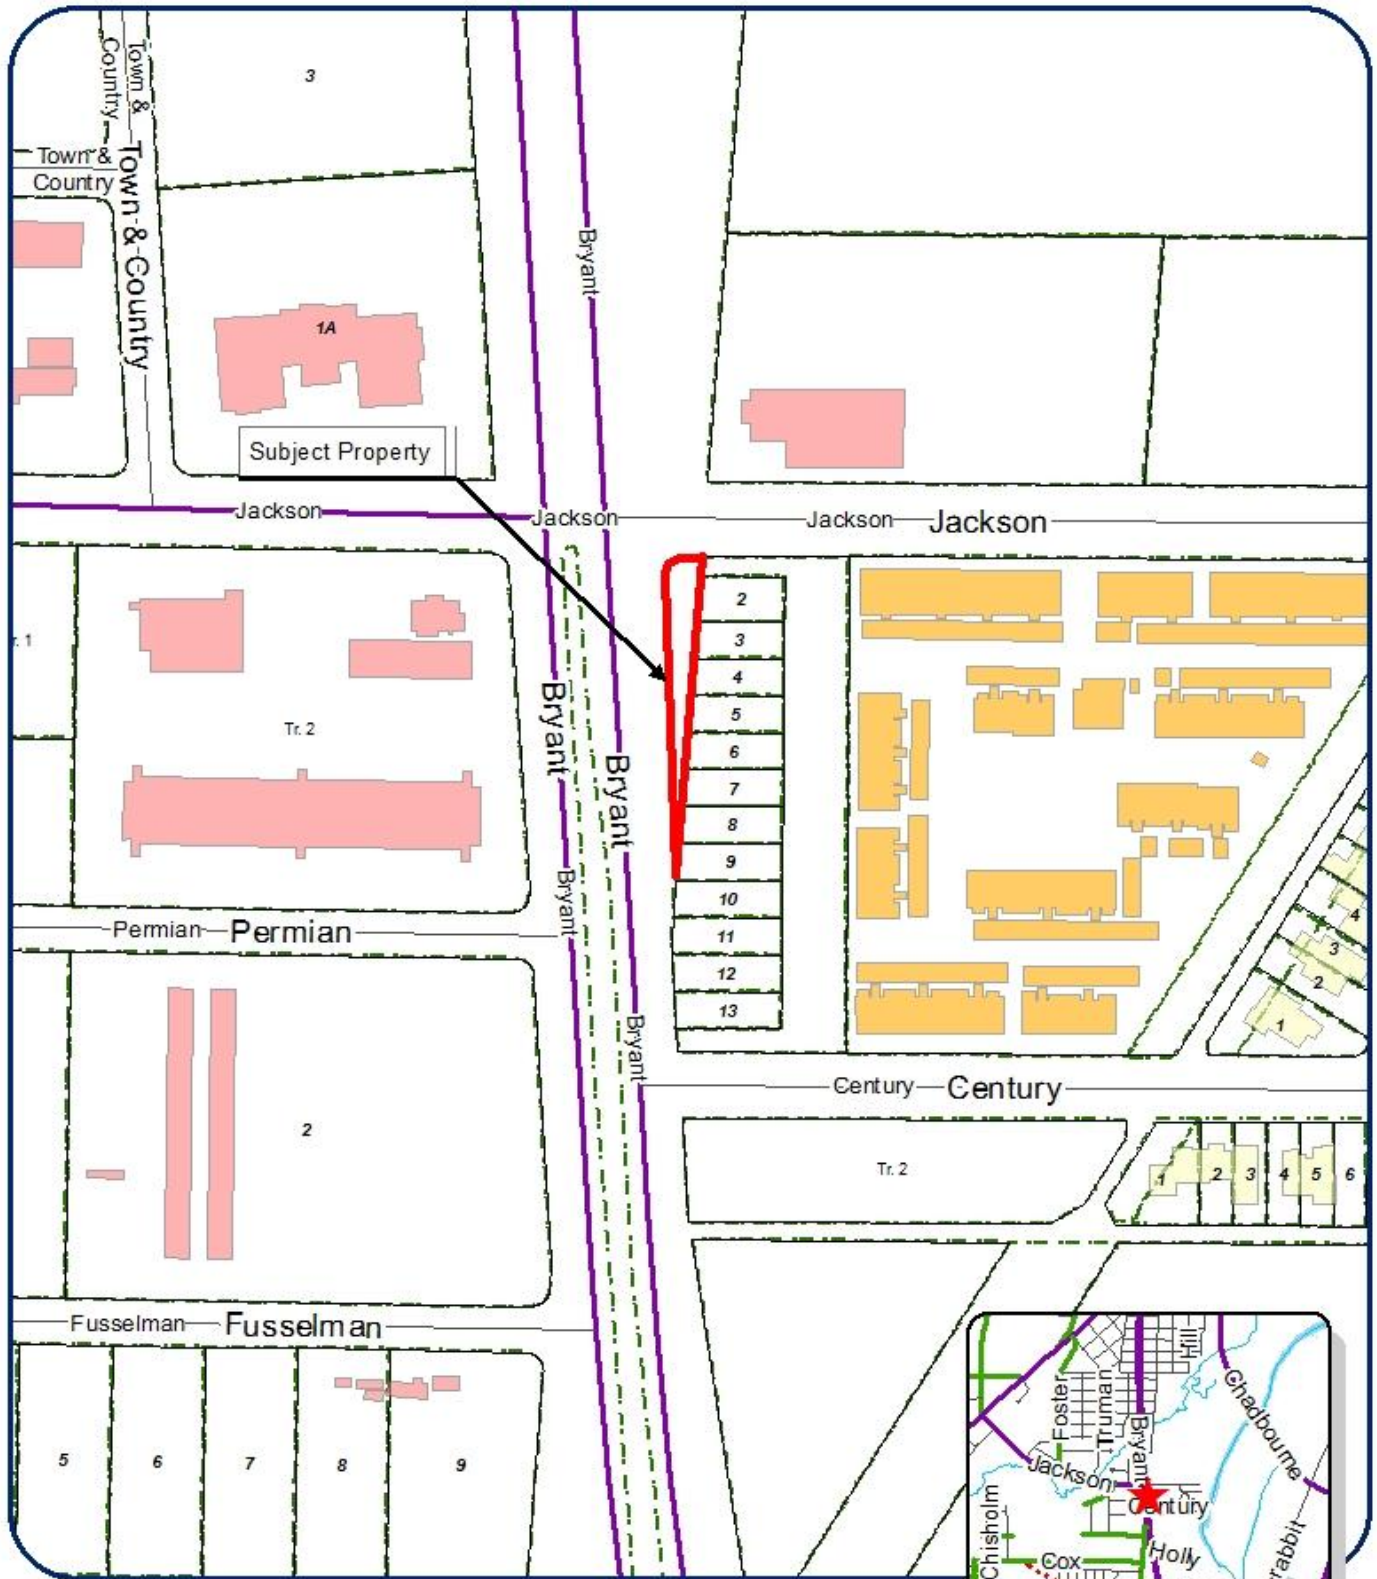 Town &
Country
Town &
Country
Town & Country
3
Bryant
1A
Subject Property
Jackson
Jackson
Jackson
Jackson
2
3
4
5
6
7
8
9
10
11
12
13
Tr. 2
Bryant
Bryant
Bryant
Permian
Permian
4
3
2
1
Bryant
Century
Century
2
Tr. 2
1
2
3
4
5
6
Fusselman
Fusselman
5
6
7
8
9
Hill
Foster
Truman
Bryant
Chadbourne
Jackson
Century
Chisholm
Cox
Holly